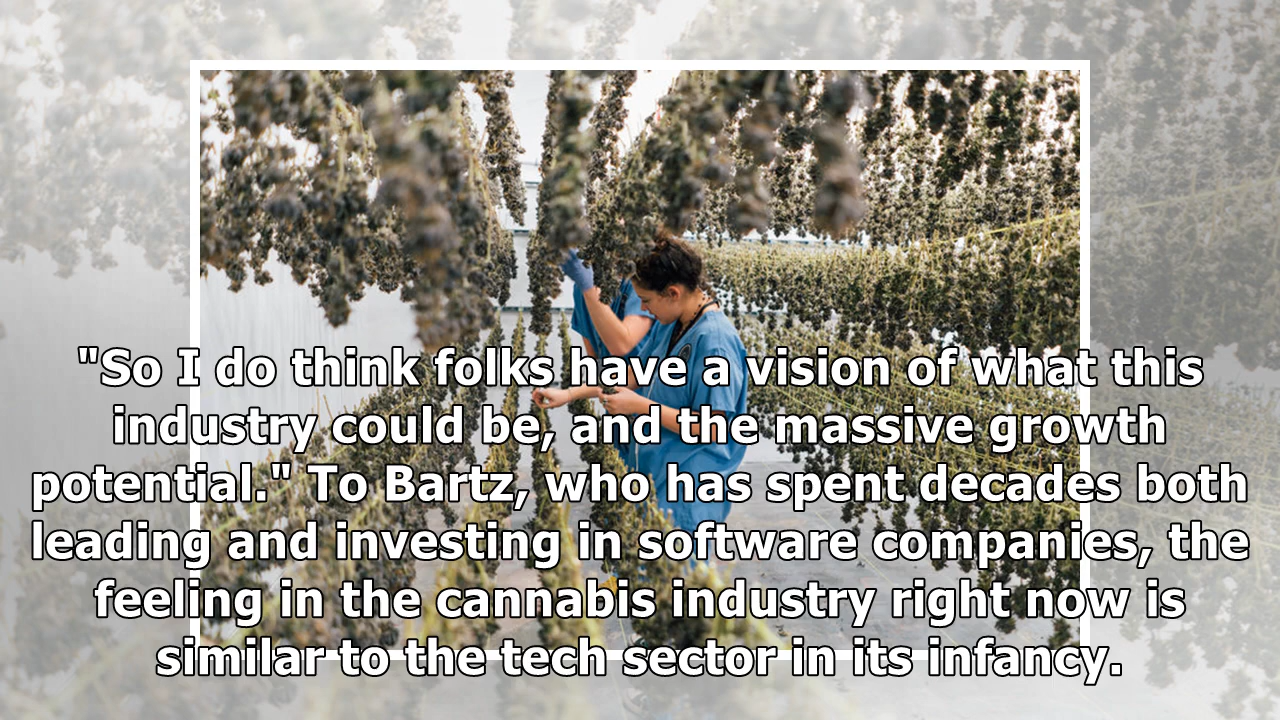 "So I do think folks have a vision of what this
industry could be, and the massive growth
potential." To Bartz, who has spent decades both
leading and investing in software companies, the
feeling in the cannabis industry right now is
similar to the tech sector in its infancy.